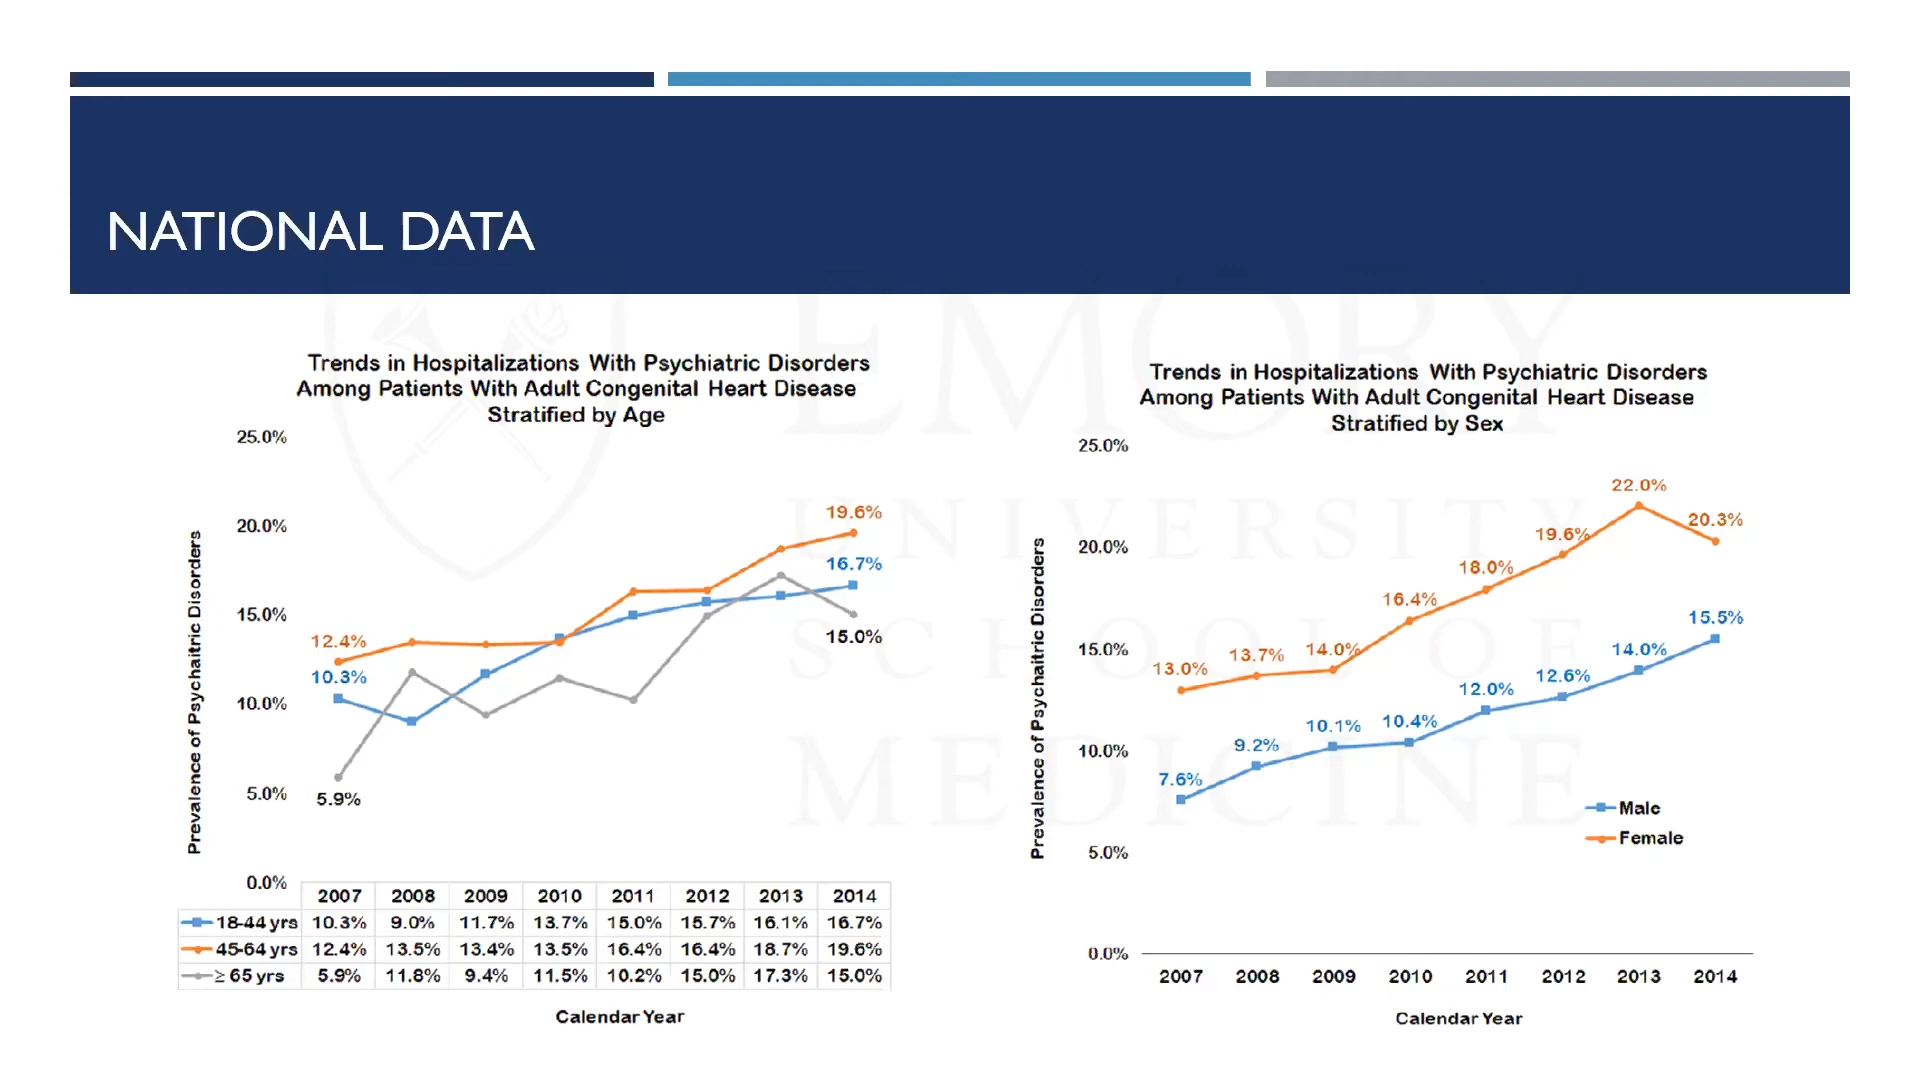 NATIONAL DATA
EMORY
UNIVERSITY
SCHOOL OF
MEDICINE
Trends in Hospitalizations With Psychiatric Disorders
Among Patients With Adult Congenital Heart Disease
Stratified by Age
Prevalence of Psychaitric Disorders
25.0%
20.0%
15.0%
10.0%
5.0%
0.0%
12.4%
10.3%
5.9%
19.6%
16.7%
15.0%
2007 2008 2009 2010 2011 2012 2013 2014
18-44 yrs 10.3% 9.0% 11.7% 13.7% 15.0% 15.7% 16.1% 16.7%
45-64 yrs 12.4% 13.5% 13.4% 13.5% 16.4% 16.4% 18.7% 19.6%
≥ 65 yrs 5.9% 11.8% 9.4% 11.5% 10.2% 15.0% 17.3% 15.0%
Calendar Year
Trends in Hospitalizations With Psychiatric Disorders
Among Patients With Adult Congenital Heart Disease
Stratified by Sex
Prevalence of Psychaitric Disorders
25.0%
20.0%
15.0%
10.0%
5.0%
0.0%
13.0% 13.7% 14.0% 16.4% 18.0% 19.6% 22.0% 20.3%
7.6% 9.2% 10.1% 10.4% 12.0% 12.6% 14.0% 15.5%
Male
Female
2007 2008 2009 2010 2011 2012 2013 2014
Calendar Year